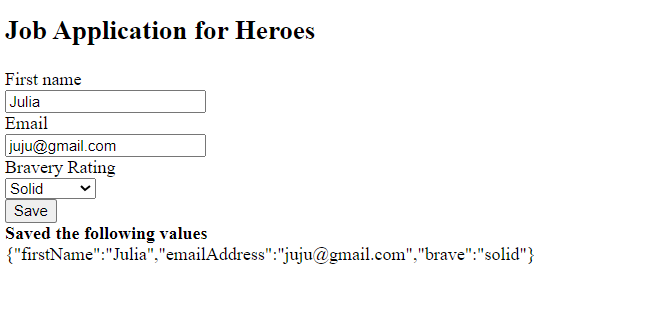 Job Application for Heroes
First name
Julia
Email
juju@gmail.com
Bravery Rating
Solid
Save
Saved the following values
{"firstName":"Julia","emailAddress":"juju@gmail.com","brave":"solid"}